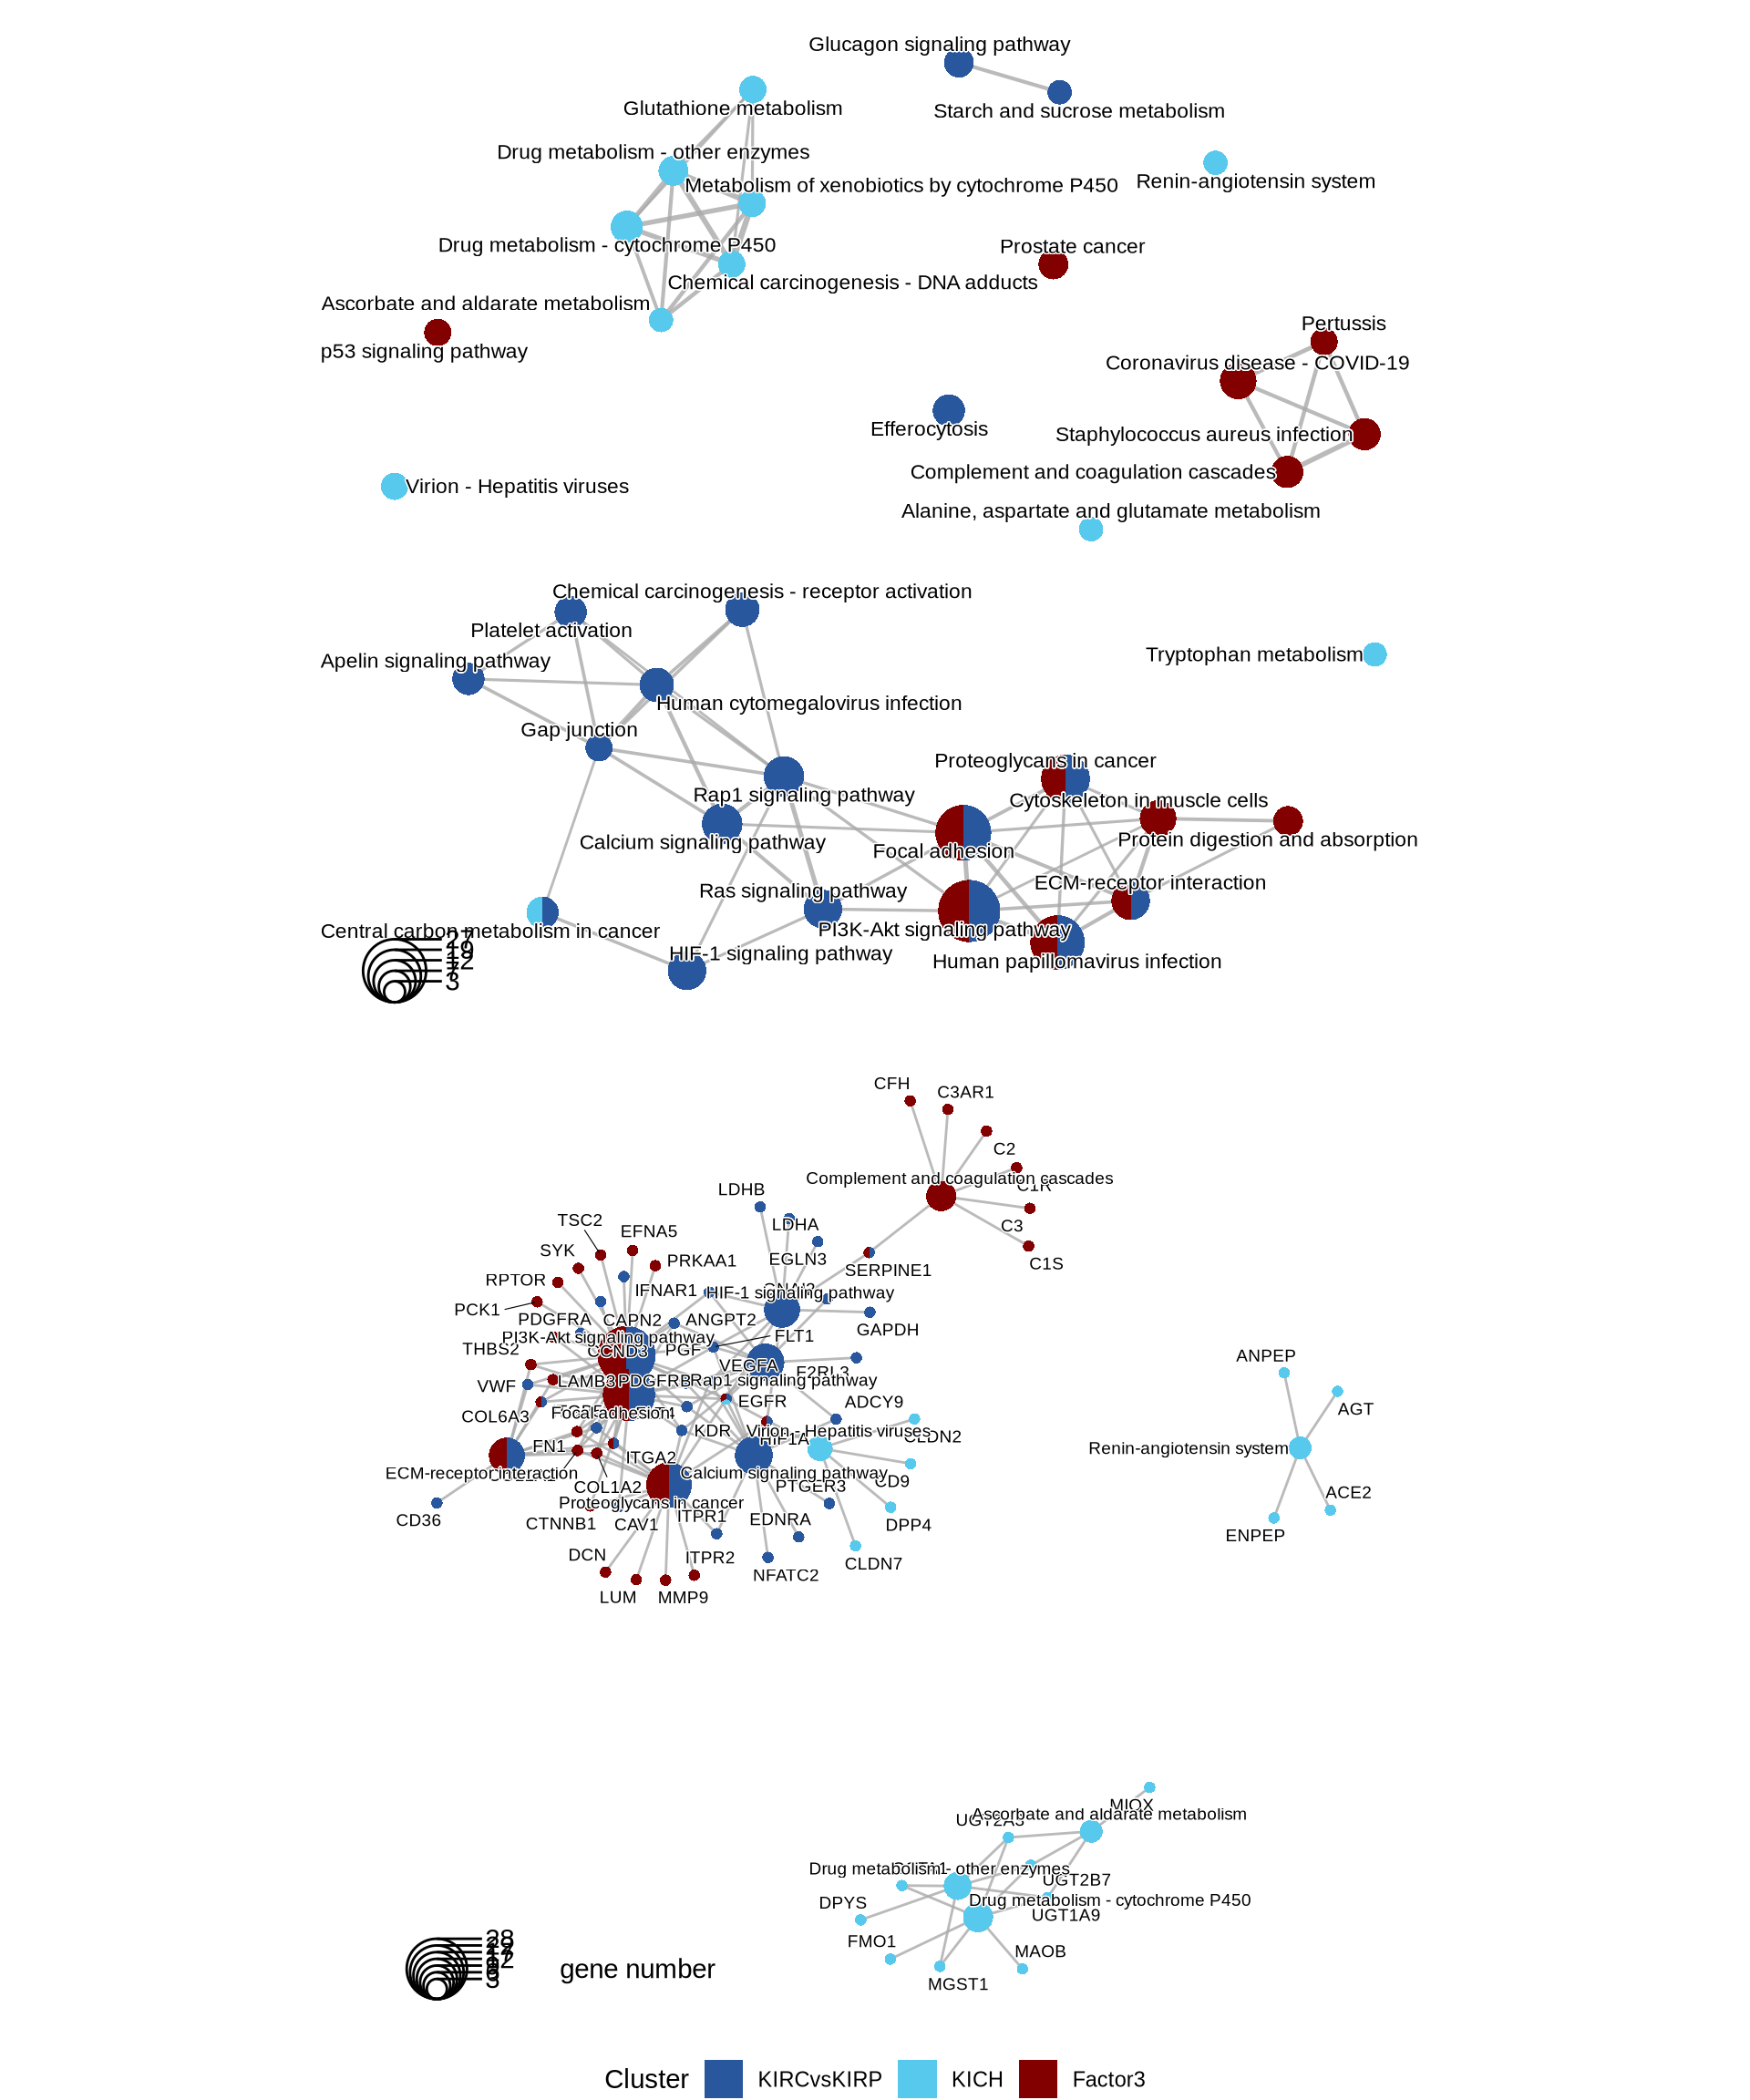 Glucagon signaling pathway
Glutathione metabolism
Starch and sucrose metabolism
Drug metabolism - other enzymes
Metabolism of xenobiotics by cytochrome P450
Renin-angiotensin system
Drug metabolism - cytochrome P450
Prostate cancer
Chemical carcinogenesis - DNA adducts
Ascorbate and aldarate metabolism
Pertussis
p53 signaling pathway
Coronavirus disease - COVID-19
Efferocytosis
Staphylococcus aureus infection
Complement and coagulation cascades
Virion - Hepatitis viruses
Alanine, aspartate and glutamate metabolism
Chemical carcinogenesis - receptor activation
Platelet activation
Apelin signaling pathway
Tryptophan metabolism
Human cytomegalovirus infection
Gap junction
Proteoglycans in cancer
Rap1 signaling pathway
Cytoskeleton in muscle cells
Calcium signaling pathway
Focal adhesion
Protein digestion and absorption
Ras signaling pathway
ECM-receptor interaction
Central carbon metabolism in cancer
PI3K-Akt signaling pathway
HIF-1 signaling pathway
Human papillomavirus infection
27
19
12
7
3
CFH
C3AR1
C2
Complement and coagulation cascades
C1R
LDHB
C3
C1S
TSC2
EFNA5
LDHA
SYK
PRKAA1
EGLN3
SERPINE1
RPTOR
IFNAR1
HIF-1 signaling pathway
PCK1
PDGFRA
CAPN2
ANGPT2
GAPDH
PI3K-Akt signaling pathway
FLT1
THBS2
CCND3
PGF
VEGFA
F2RL3
VWF
LAMB3
PDGFRB
Rap1 signaling pathway
COL6A3
Focal adhesion
EGFR
ADCY9
FN1
KDR
Virion - Hepatitis viruses
HIF1A
CLDN2
ITGA2
ECM-receptor interaction
COL1A2
Calcium signaling pathway
PTGER3
CD9
Proteoglycans in cancer
CD36
CTNNB1
CAV1
ITPR1
EDNRA
DPP4
DCN
ITPR2
NFATC2
CLDN7
LUM
MMP9
ANPEP
AGT
Renin-angiotensin system
ACE2
ENPEP
MIOX
Ascorbate and aldarate metabolism
UGT2A3
Drug metabolism - other enzymes
UGT2B7
DPYS
Drug metabolism - cytochrome P450
UGT1A9
FMO1
MAOB
MGST1
28
12
3
gene number
Cluster KIRCvsKIRP KICH Factor3